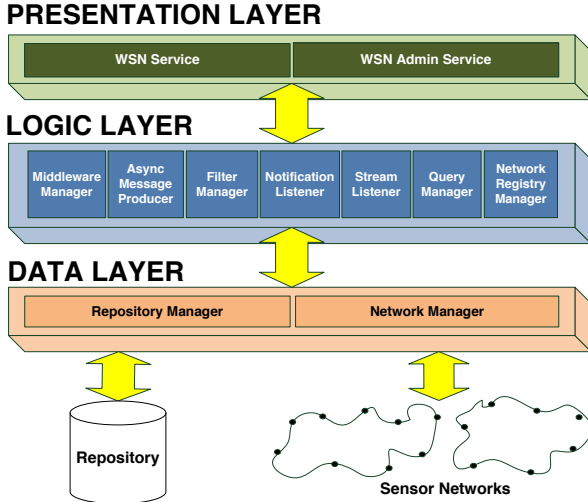 PRESENTATION LAYER
WSN Service
WSN Admin Service
LOGIC LAYER
Middleware
Manager
Async
Message
Producer
Filter
Manager
Notification
Listener
Stream
Listener
Query
Manager
Network
Registry
Manager
DATA LAYER
Repository Manager
Network Manager
Repository
Sensor Networks